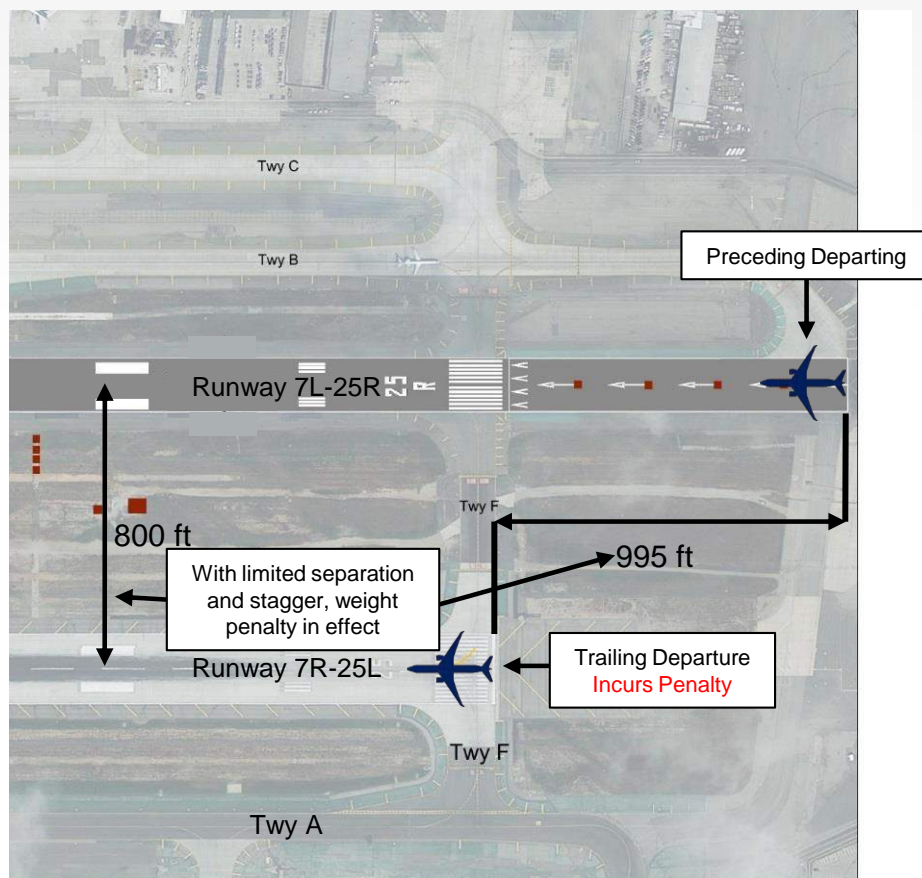 Twy C
Twy B
Preceding Departing
Runway 7L-25R
25
R
Twy F
800 ft
995 ft
With limited separation
and stagger, weight
penalty in effect
Runway 7R-25L
Trailing Departure
Incurs Penalty
Twy F
Twy A